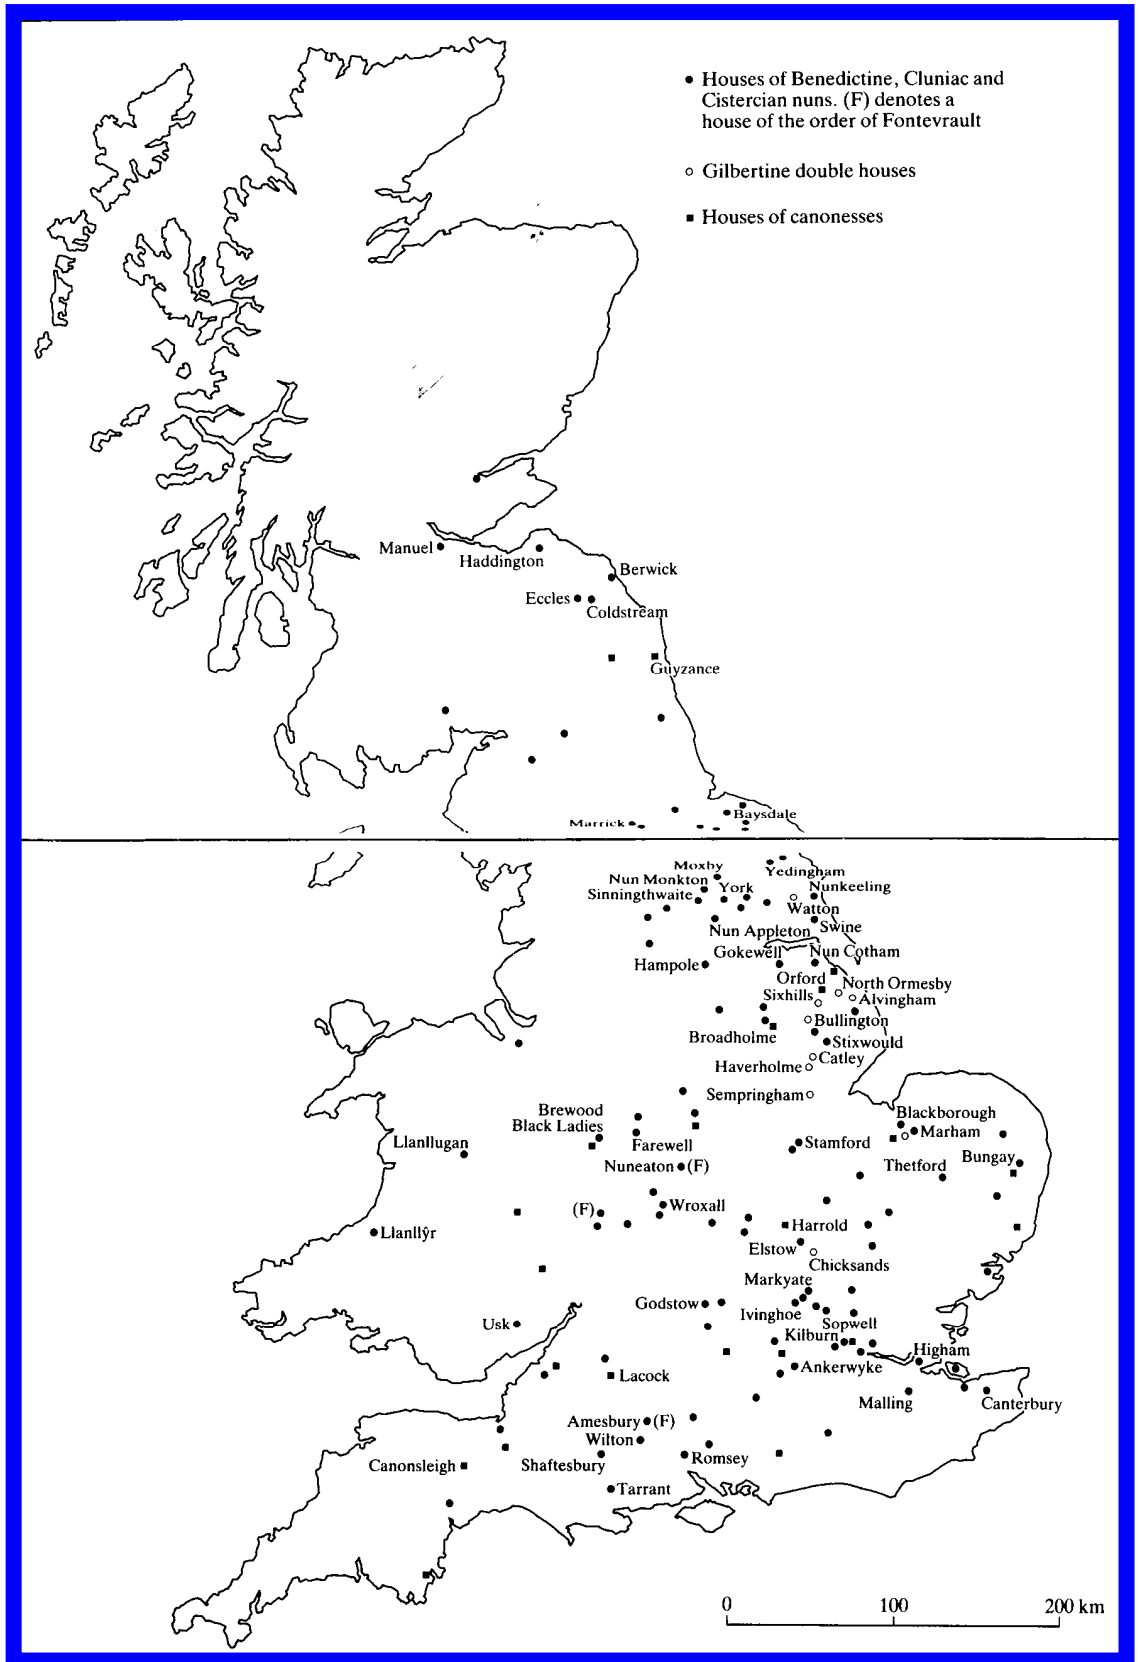 ● Houses of Benedictine, Cluniac and
Cistercian nuns. (F) denotes a
house of the order of Fontevrault
○ Gilbertine double houses
■ Houses of canonesses
Manuel
Haddington
Berwick
Eccles
Coldstream
Guyzance
Marrick
Baysdale
Moxby
Yedingham
Nun Monkton
York
Nunkeeling
Sinningthwaite
Watton
Nun Appleton
Swine
Gokewell
Nun Cotham
Hampole
Orford
North Ormesby
Sixhills
Alvingham
Bullington
Broadholme
Stixwould
Catley
Haverholme
Sempringham
Brewood
Black Ladies
Blackborough
Marham
Farewell
Llanllugan
Stamford
Nuneaton (F)
Thetford
Bungay
(F)
Wroxall
Harrold
Llanllŷr
Elstow
Chicksands
Markyate
Godstow
Ivinghoe
Sopwell
Usk
Kilburn
Higham
Lacock
Ankerwyke
Malling
Canterbury
Amesbury (F)
Wilton
Canonsleigh
Shaftesbury
Romsey
Tarrant
0 100 200 km